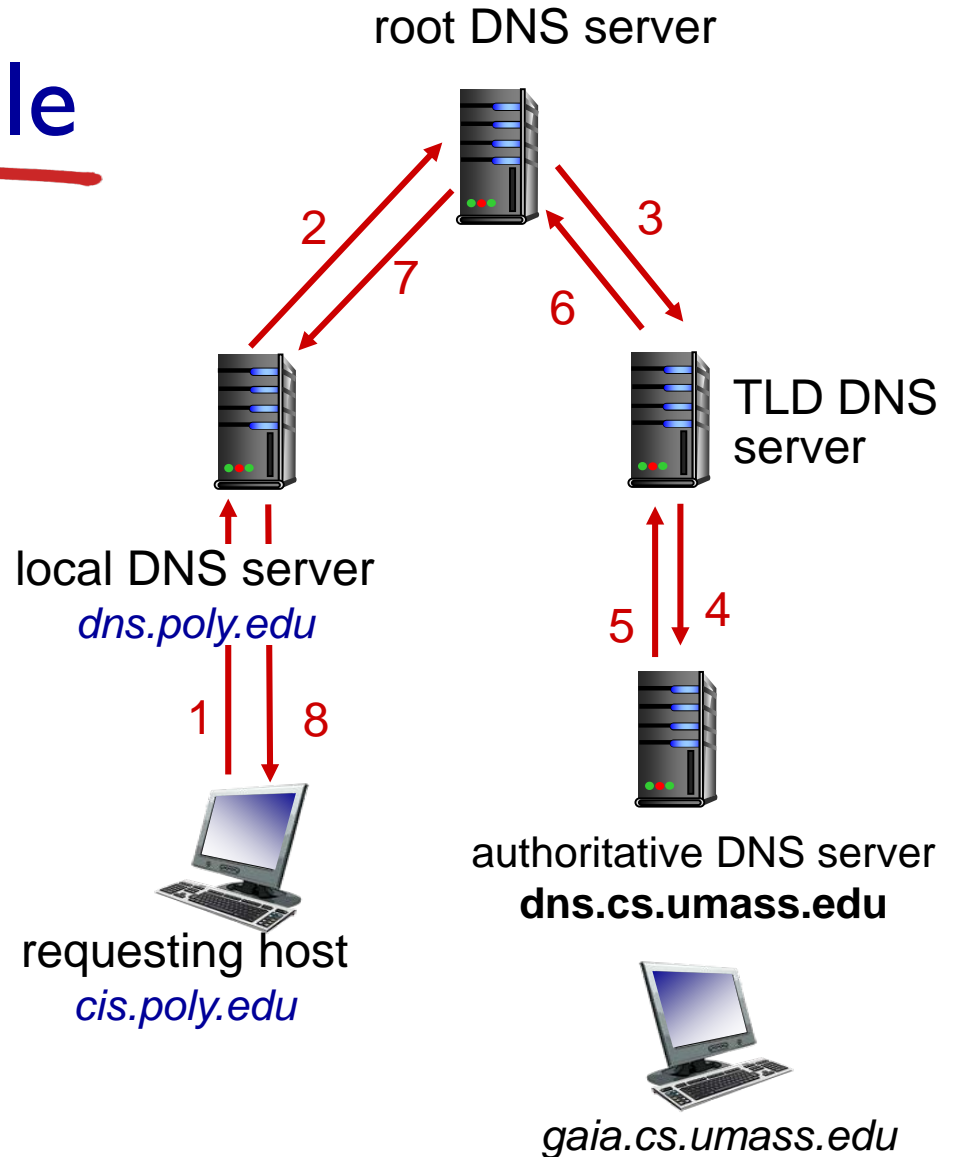 root DNS server
le
2
3
7
6
TLD DNS
server
local DNS server
dns.poly.edu
5
4
1
8
authoritative DNS server
dns.cs.umass.edu
requesting host
cis.poly.edu
gaia.cs.umass.edu